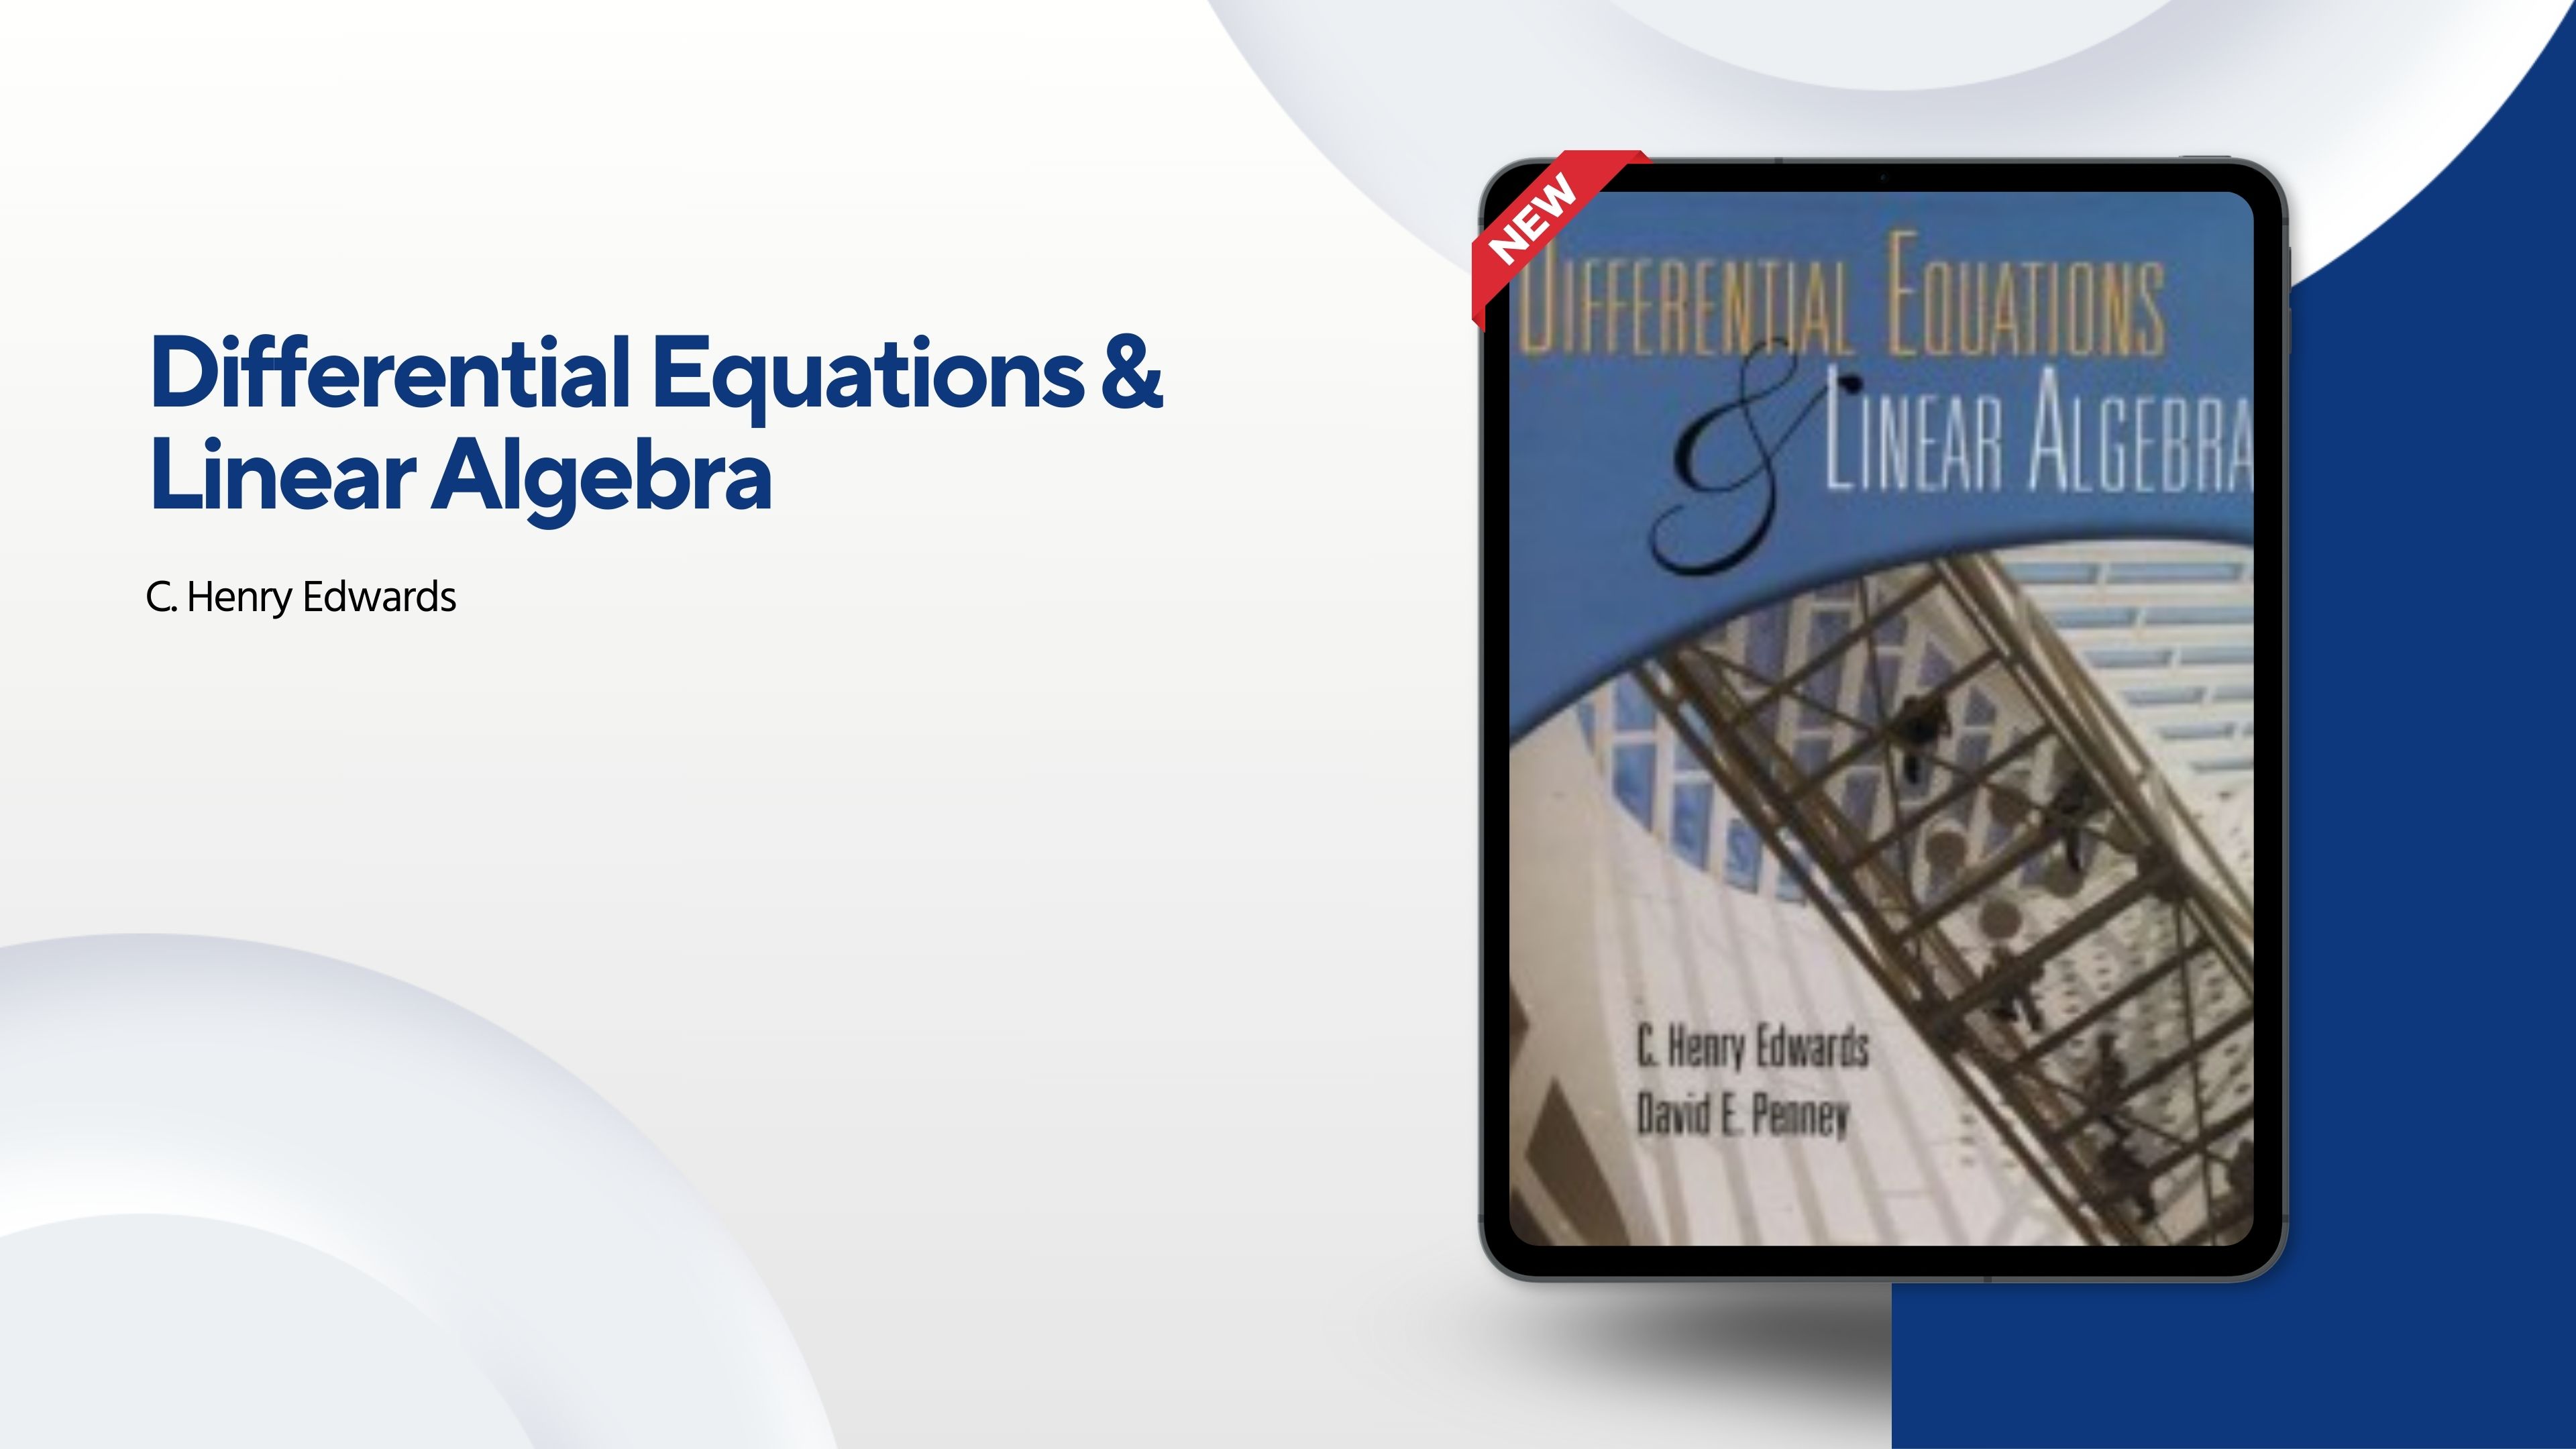 Differential Equations &
Linear Algebra
C. Henry Edwards
NEW
DIFFERENTIAL EQUATIONS
& LINEAR ALGEBRA
C. Henry Edwards
David E. Penney